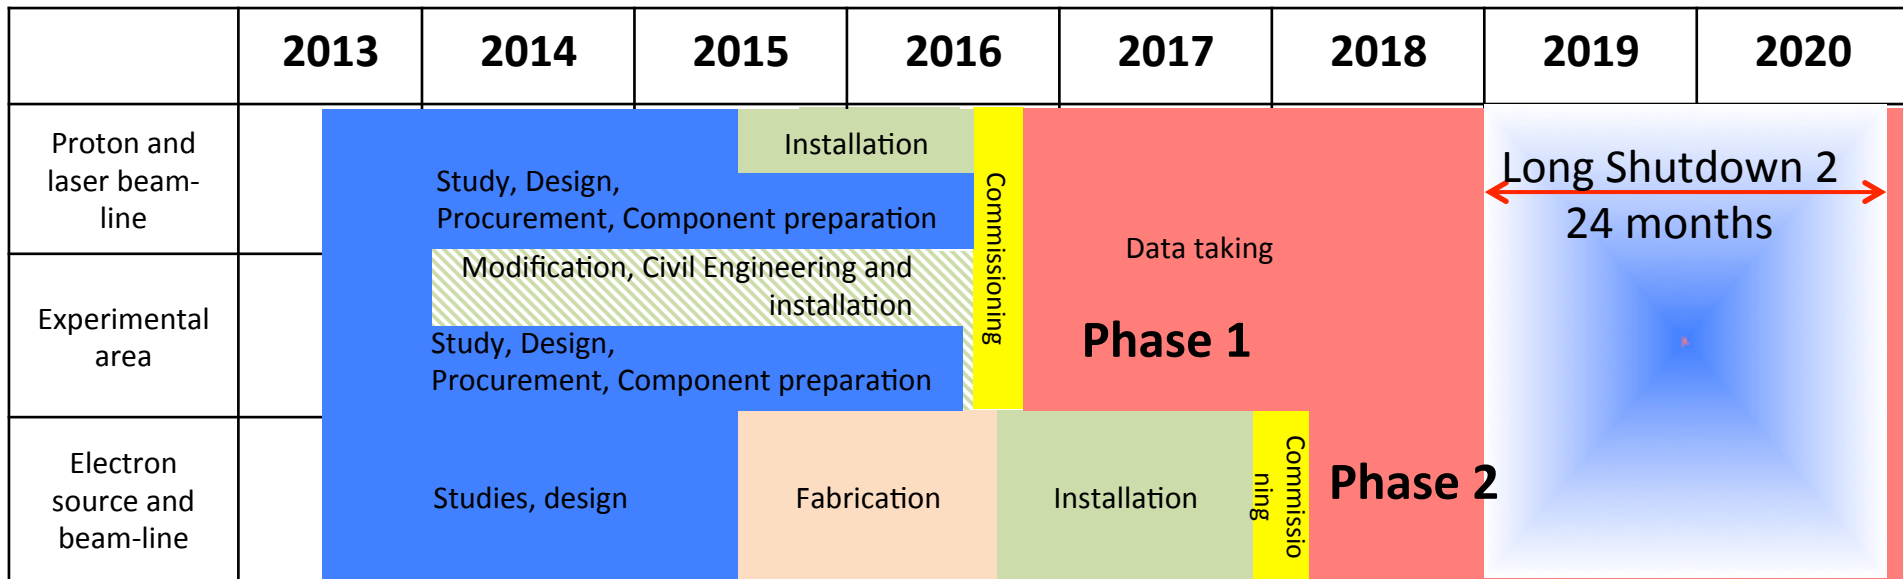 2013 2014 2015 2016 2017 2018 2019 2020
Proton and
laser beam-
line
Installation
Study, Design,
Procurement, Component preparation
Commissioning
Data taking
Long Shutdown 2
24 months
Experimental
area
Modification, Civil Engineering and
installation
Study, Design,
Procurement, Component preparation
Phase 1
Electron
source and
beam-line
Studies, design
Fabrication
Installation
Commissio
ning
Phase 2